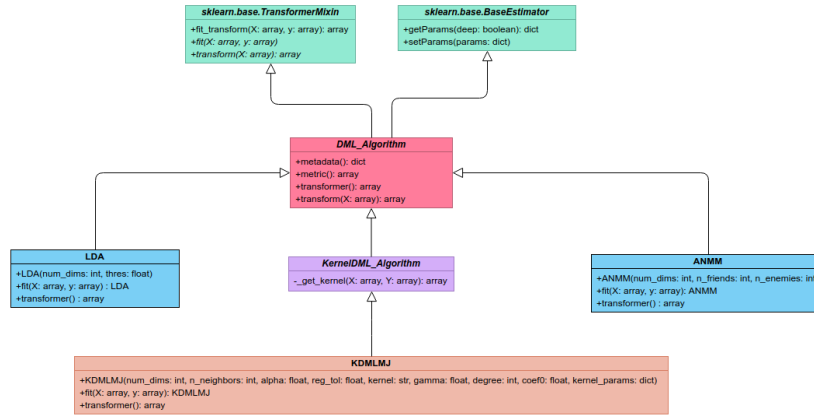 sklearn.base.TransformerMixin
+fit_transform(X: array, y: array): array
+fit(X: array, y: array)
+transform(X: array): array
sklearn.base.BaseEstimator
+getParams(deep: boolean): dict
+setParams(params: dict)
DML_Algorithm
+metadata(): dict
+metric(): array
+transformer(): array
+transform(X: array): array
LDA
+LDA(num_dims: int, thres: float)
+fit(X: array, y: array) : LDA
+transformer() : array
KernelDML_Algorithm
-_get_kernel(X: array, Y: array): array
ANMM
+ANMM(num_dims: int, n_friends: int, n_enemies: int
+fit(X: array, y: array): ANMM
+transformer() : array
KDMLMJ
+KDMLMJ(num_dims: int, n_neighbors: int, alpha: float, reg_tol: float, kernel: str, gamma: float, degree: int, coef0: float, kernel_params: dict)
+fit(X: array, y: array): KDMLMJ
+transformer(): array